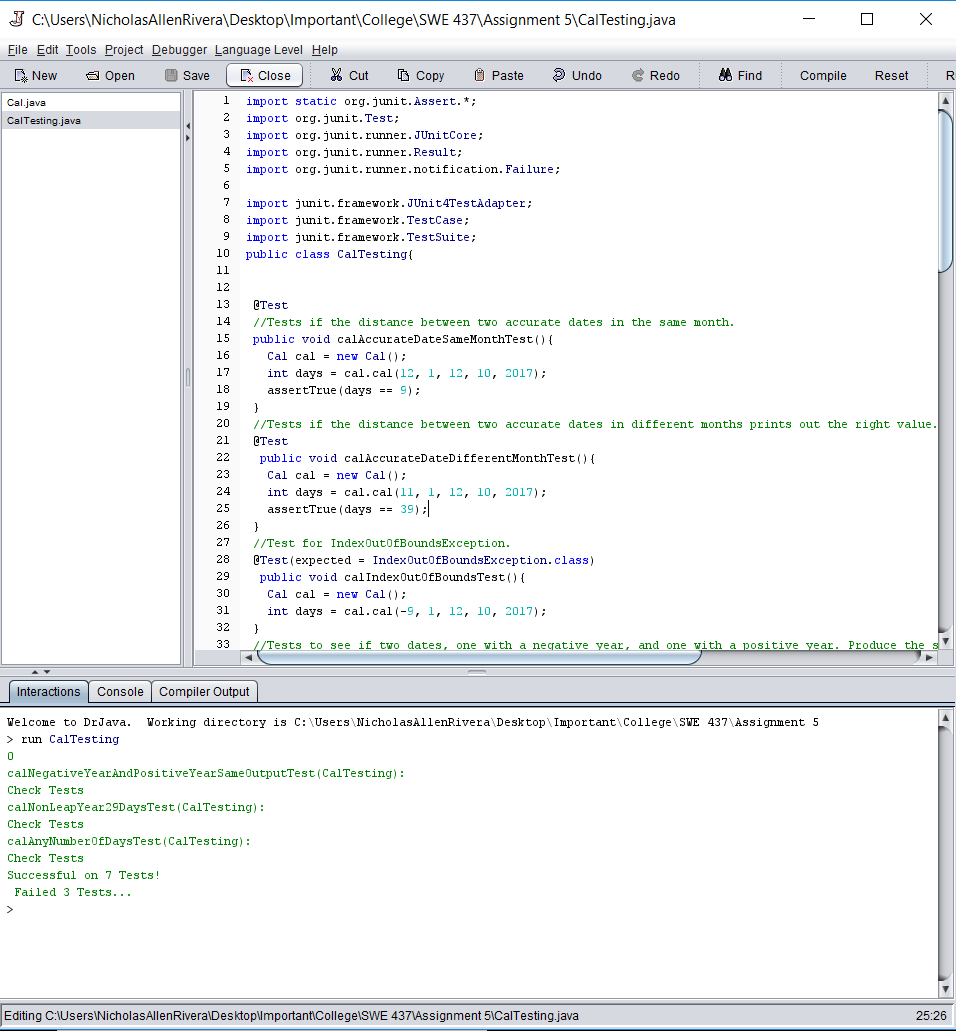 C:\Users\NicholasAllenRivera\Desktop\Important\College\SWE 437\Assignment 5\CalTesting.java
File Edit Tools Project Debugger Language Level Help
New Open Save Close Cut Copy Paste Undo Redo Find Compile Reset R
Cal.java
CalTesting.java
1 import static org.junit.Assert.*;
2 import org.junit.Test;
3 import org.junit.runner.JUnitCore;
4 import org.junit.runner.Result;
5 import org.junit.runner.notification.Failure;
6
7 import junit.framework.JUnit4TestAdapter;
8 import junit.framework.TestCase;
9 import junit.framework.TestSuite;
10 public class CalTesting{
11
12
13 @Test
14 //Tests if the distance between two accurate dates in the same month.
15 public void calAccurateDateSameMonthTest(){
16 Cal cal = new Cal();
17 int days = cal.cal(12, 1, 12, 10, 2017);
18 assertTrue(days == 9);
19 }
20 //Tests if the distance between two accurate dates in different months prints out the right value.
21 @Test
22 public void calAccurateDateDifferentMonthTest(){
23 Cal cal = new Cal();
24 int days = cal.cal(11, 1, 12, 10, 2017);
25 assertTrue(days == 39);
26 }
27 //Test for IndexOutOfBoundsException.
28 @Test(expected = IndexOutOfBoundsException.class)
29 public void calIndexOutOfBoundsTest(){
30 Cal cal = new Cal();
31 int days = cal.cal(-9, 1, 12, 10, 2017);
32 }
33 //Tests to see if two dates, one with a negative year, and one with a positive year. Produce the s
Interactions Console Compiler Output
Welcome to DrJava. Working directory is C:\Users\NicholasAllenRivera\Desktop\Important\College\SWE 437\Assignment 5
> run CalTesting
0
calNegativeYearAndPositiveYearSameOutputTest(CalTesting):
Check Tests
calNonLeapYear29DaysTest(CalTesting):
Check Tests
calAnyNumberOfDaysTest(CalTesting):
Check Tests
Successful on 7 Tests!
Failed 3 Tests...
>
Editing C:\Users\NicholasAllenRivera\Desktop\Important\College\SWE 437\Assignment 5\CalTesting.java 25:26